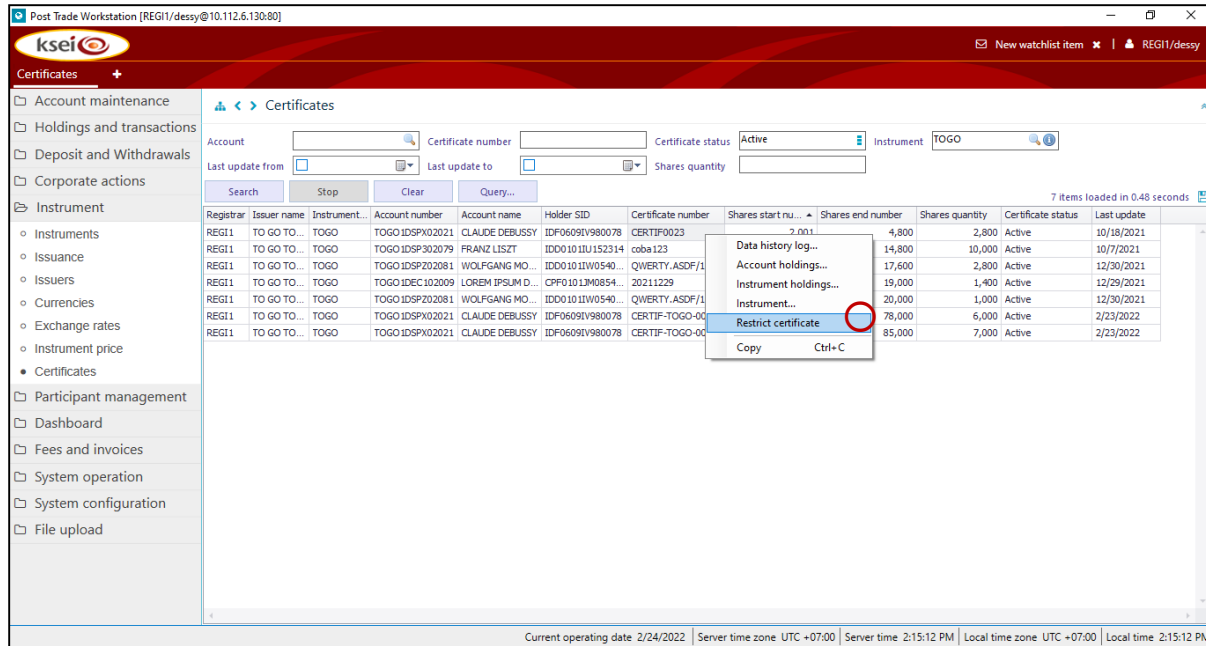 Post Trade Workstation [REGI1/dessy@10.112.6.130:80]
ksei
New watchlist item | REGI1/dessy
Certificates +
Account maintenance
Holdings and transactions
Deposit and Withdrawals
Corporate actions
Instrument
Instruments
Issuance
Issuers
Currencies
Exchange rates
Instrument price
Certificates
Participant management
Dashboard
Fees and invoices
System operation
System configuration
File upload
Certificates
Account Certificate number Certificate status Active Instrument TOGO
Last update from Last update to Shares quantity
Search Stop Clear Query...
7 items loaded in 0.48 seconds
Registrar Issuer name Instrument... Account number Account name Holder SID Certificate number Shares start nu... Shares end number Shares quantity Certificate status Last update
REGI1 TO GO TO... TOGO TOGO1DSPX02021 CLAUDE DEBUSSY IDF0609IV980078 CERTIF0023 2,001 4,800 2,800 Active 10/18/2021
REGI1 TO GO TO... TOGO TOGO1DSP302079 FRANZ LISZT IDD0101IU152314 coba123 14,800 10,000 Active 10/7/2021
REGI1 TO GO TO... TOGO TOGO1DSPZ02081 WOLFGANG MO... IDD0101IW0540... QWERTY.ASDF/1 17,600 2,800 Active 12/30/2021
REGI1 TO GO TO... TOGO TOGO1DEC102009 LOREM IPSUM D... CPF0101JM0854... 20211229 19,000 1,400 Active 12/29/2021
REGI1 TO GO TO... TOGO TOGO1DSPZ02081 WOLFGANG MO... IDD0101IW0540... QWERTY.ASDF/1 20,000 1,000 Active 12/30/2021
REGI1 TO GO TO... TOGO TOGO1DSPX02021 CLAUDE DEBUSSY IDF0609IV980078 CERTIF-TOGO-00 78,000 6,000 Active 2/23/2022
REGI1 TO GO TO... TOGO TOGO1DSPX02021 CLAUDE DEBUSSY IDF0609IV980078 CERTIF-TOGO-00 85,000 7,000 Active 2/23/2022
Data history log...
Account holdings...
Instrument holdings...
Instrument...
Restrict certificate
Copy Ctrl+C
Current operating date 2/24/2022 Server time zone UTC +07:00 Server time 2:15:12 PM Local time zone UTC +07:00 Local time 2:15:12 PM